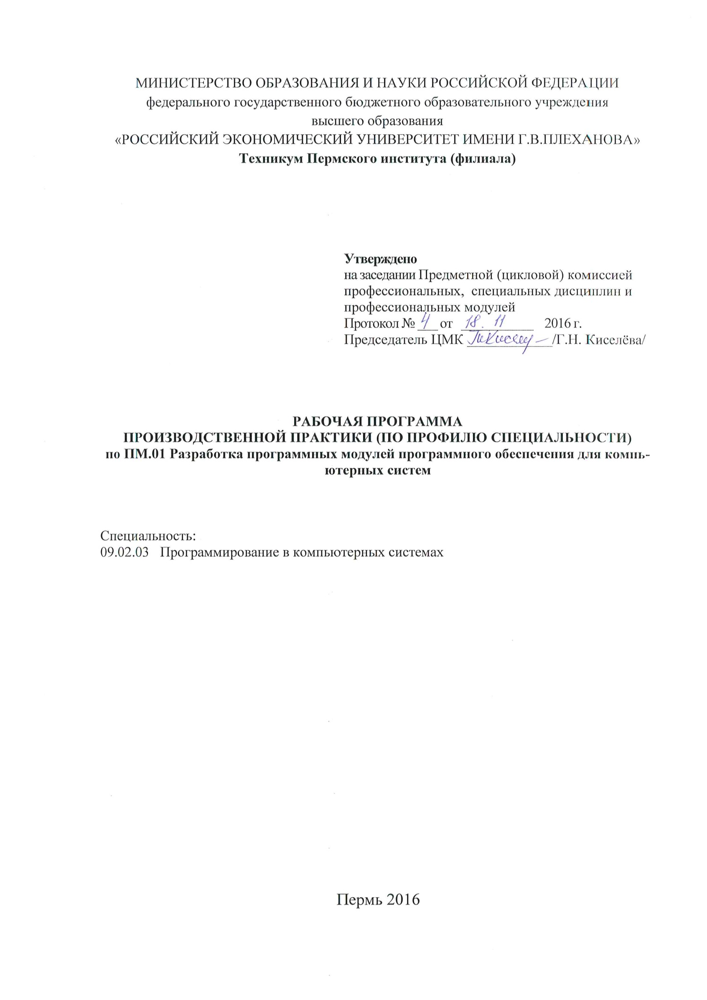 МИНИСТЕРСТВО ОБРАЗОВАНИЯ И НАУКИ РОССИЙСКОЙ ФЕДЕРАЦИИ
федерального государственного бюджетного образовательного учреждения
высшего образования
«РОССИЙСКИЙ ЭКОНОМИЧЕСКИЙ УНИВЕРСИТЕТ ИМЕНИ Г.В.ПЛЕХАНОВА»
Техникум Пермского института (филиала)
Утверждено
на заседании Предметной (цикловой) комиссией
профессиональных, специальных дисциплин и
профессиональных модулей
Протокол № 4 от 18. 11 2016 г.
Председатель ЦМК /Г.Н. Киселёва/
РАБОЧАЯ ПРОГРАММА
ПРОИЗВОДСТВЕННОЙ ПРАКТИКИ (ПО ПРОФИЛЮ СПЕЦИАЛЬНОСТИ)
по ПМ.01 Разработка программных модулей программного обеспечения для компь-
ютерных систем
Специальность:
09.02.03 Программирование в компьютерных системах
Пермь 2016